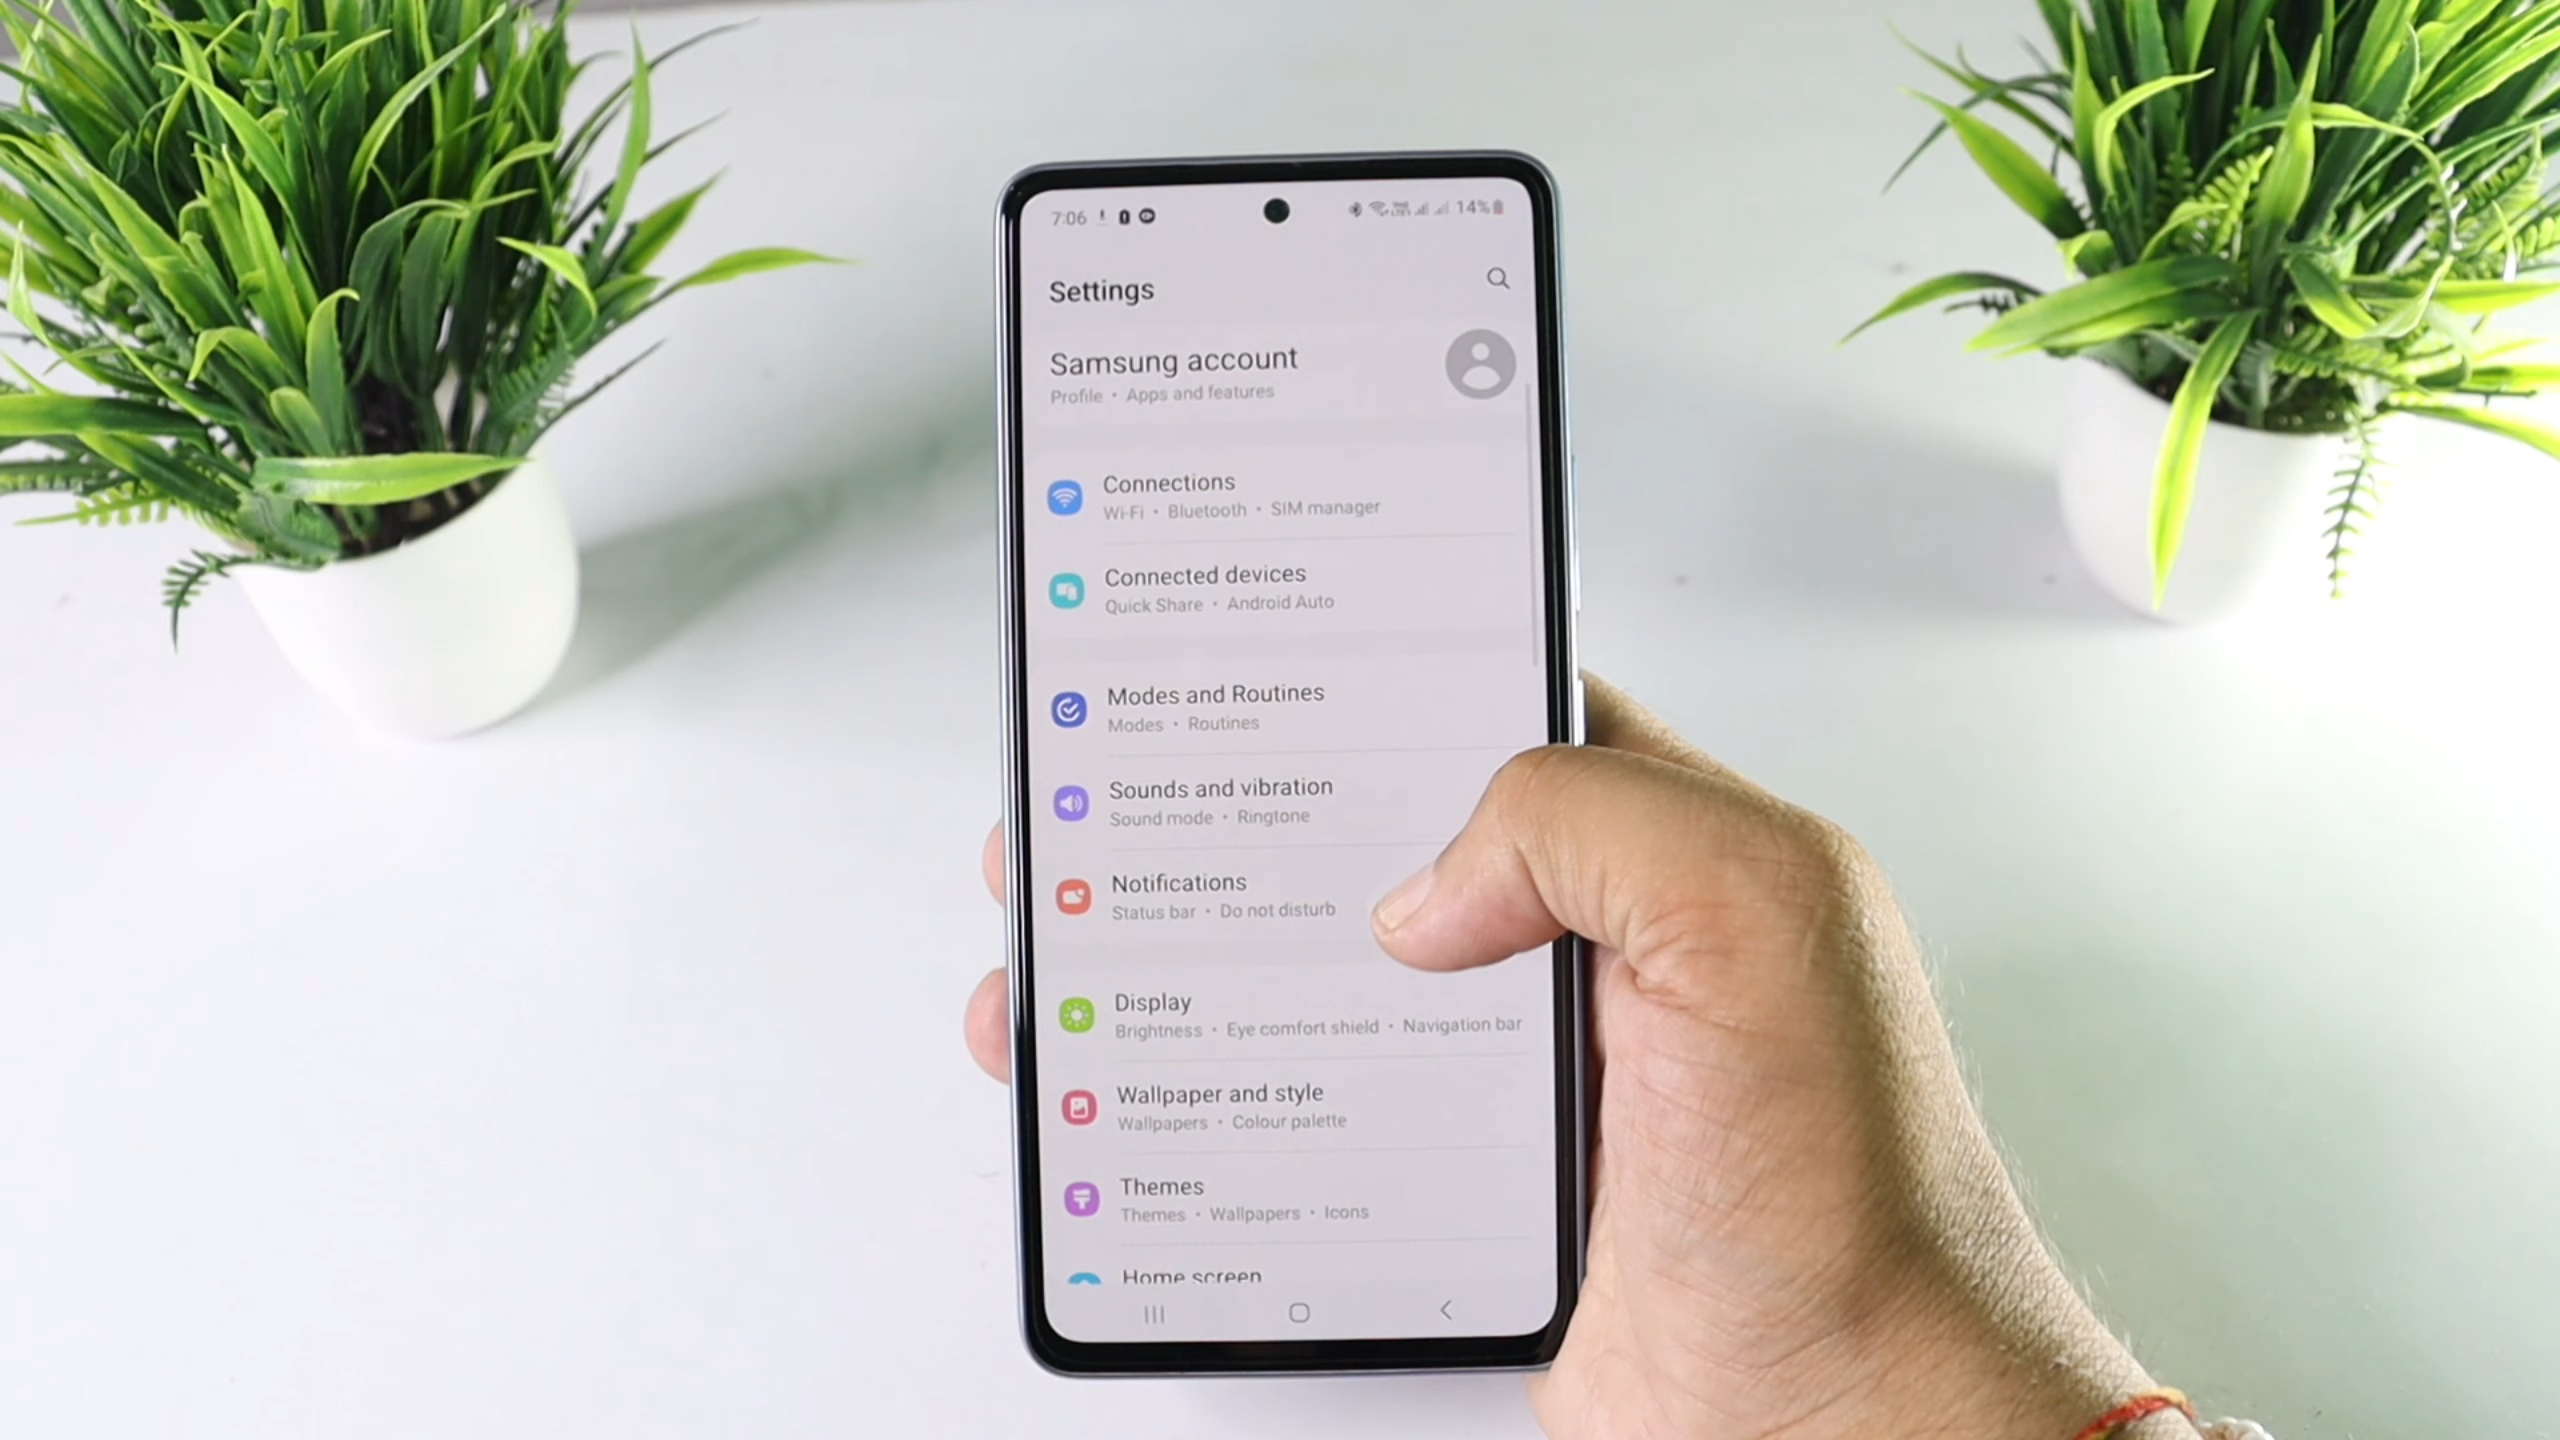 7:06 14%
Settings
Samsung account
Profile • Apps and features
Connections
Wi-Fi • Bluetooth • SIM manager
Connected devices
Quick Share • Android Auto
Modes and Routines
Modes • Routines
Sounds and vibration
Sound mode • Ringtone
Notifications
Status bar • Do not disturb
Display
Brightness • Eye comfort shield • Navigation bar
Wallpaper and style
Wallpapers • Colour palette
Themes
Themes • Wallpapers • Icons
Home screen